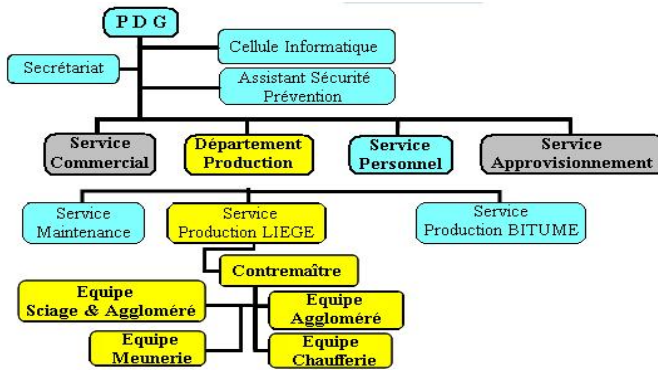 P D G
Cellule Informatique
Secrétariat
Assistant Sécurité
Prévention
Service
Commercial
Département
Production
Service
Personnel
Service
Approvisionnement
Service
Maintenance
Service
Production LIEGE
Service
Production BITUME
Contremaître
Equipe
Sciage & Aggloméré
Equipe
Aggloméré
Equipe
Meunerie
Equipe
Chaufferie